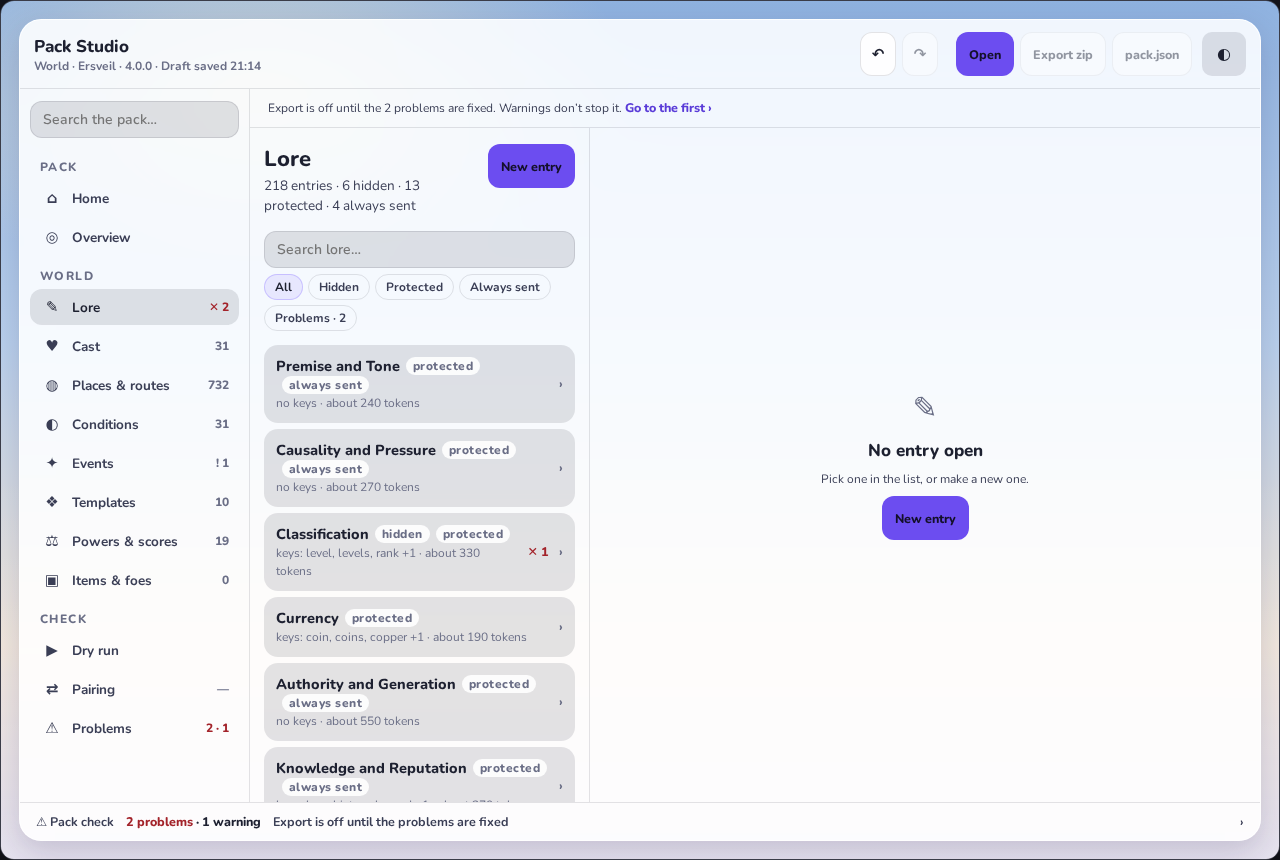 Pack Studio
World · Ersveil · 4.0.0 · Draft saved 21:14
Open
Export zip
pack.json
Search the pack…
PACK
Home
Overview
WORLD
Lore × 2
Cast 31
Places & routes 732
Conditions 31
Events ! 1
Templates 10
Powers & scores 19
Items & foes 0
CHECK
Dry run
Pairing —
Problems 2 · 1
Export is off until the 2 problems are fixed. Warnings don’t stop it. Go to the first ›
Lore
New entry
218 entries · 6 hidden · 13
protected · 4 always sent
Search lore…
All Hidden Protected Always sent
Problems · 2
Premise and Tone protected
always sent
no keys · about 240 tokens
Causality and Pressure protected
always sent
no keys · about 270 tokens
Classification hidden protected
keys: level, levels, rank +1 · about 330
tokens
× 1 ›
Currency protected
keys: coin, coins, copper +1 · about 190 tokens
Authority and Generation protected
always sent
no keys · about 550 tokens
Knowledge and Reputation protected
always sent
No entry open
Pick one in the list, or make a new one.
New entry
⚠ Pack check 2 problems · 1 warning Export is off until the problems are fixed ›